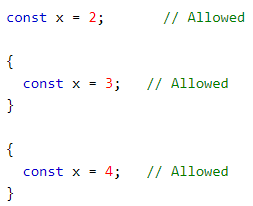 const x = 2;       // Allowed
{
  const x = 3;   // Allowed
}
{
  const x = 4;   // Allowed
}